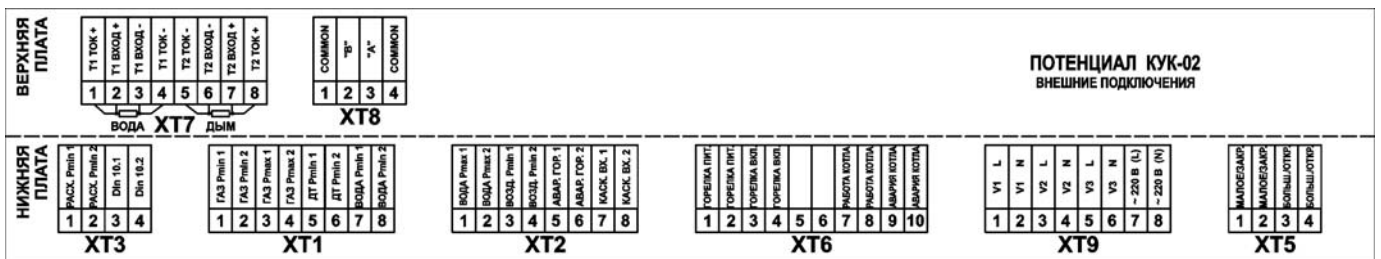 ВЕРХНЯЯ
ПЛАТА
T1 ТОК +
T1 ВХОД +
T1 ВХОД -
T1 ТОК -
T2 ТОК -
T2 ВХОД -
T2 ВХОД +
T2 ТОК +
1 2 3 4 5 6 7 8
ВОДА XT7 ДЫМ
COMMON
"B"
"A"
COMMON
1 2 3 4
XT8
ПОТЕНЦИАЛ КУК-02
ВНЕШНИЕ ПОДКЛЮЧЕНИЯ
НИЖНЯЯ
ПЛАТА
РАСХ. Pmin 1
РАСХ. Pmin 2
Din 10.1
Din 10.2
1 2 3 4
XT3
ГАЗ Pmin 1
ГАЗ Pmin 2
ГАЗ Pmax 1
ГАЗ Pmax 2
ДТ Pmin 1
ДТ Pmin 2
ВОДА Pmin 1
ВОДА Pmin 2
1 2 3 4 5 6 7 8
XT1
ВОДА Pmax 1
ВОДА Pmax 2
ВОЗД. Pmin 1
ВОЗД. Pmin 2
АВАР. ГОР. 1
АВАР. ГОР. 2
КАСК. ВХ. 1
КАСК. ВХ. 2
1 2 3 4 5 6 7 8
XT2
ГОРЕЛКА ПИТ.
ГОРЕЛКА ПИТ.
ГОРЕЛКА ВКЛ.
ГОРЕЛКА ВКЛ.
РАБОТА КОТЛА
РАБОТА КОТЛА
АВАРИЯ КОТЛА
АВАРИЯ КОТЛА
1 2 3 4 5 6 7 8 9 10
XT6
V1 L
V1 N
V2 L
V2 N
V3 L
V3 N
~ 220 В (L)
~ 220 В (N)
1 2 3 4 5 6 7 8
XT9
МАЛОЕ/ЗАКР.
МАЛОЕ/ЗАКР.
БОЛЬШ./ОТКР.
БОЛЬШ./ОТКР.
1 2 3 4
XT5